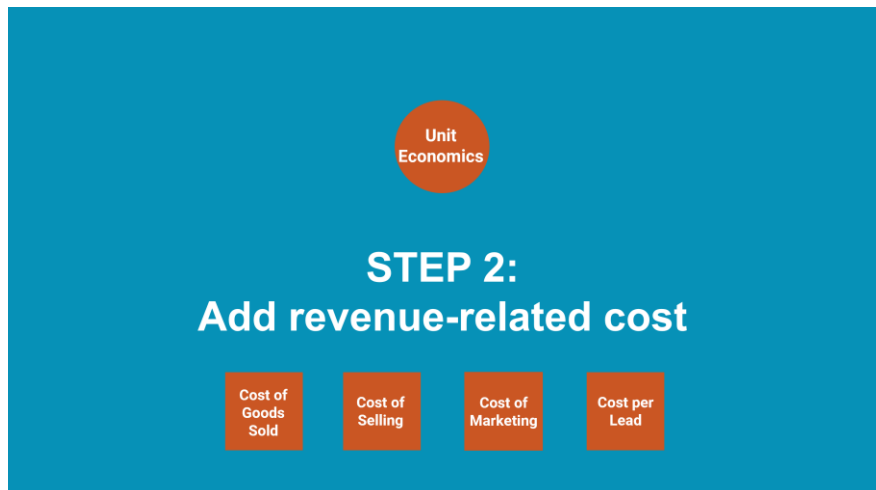 Unit
Economics
STEP 2:
Add revenue-related cost
Cost of
Goods
Sold
Cost of
Selling
Cost of
Marketing
Cost per
Lead